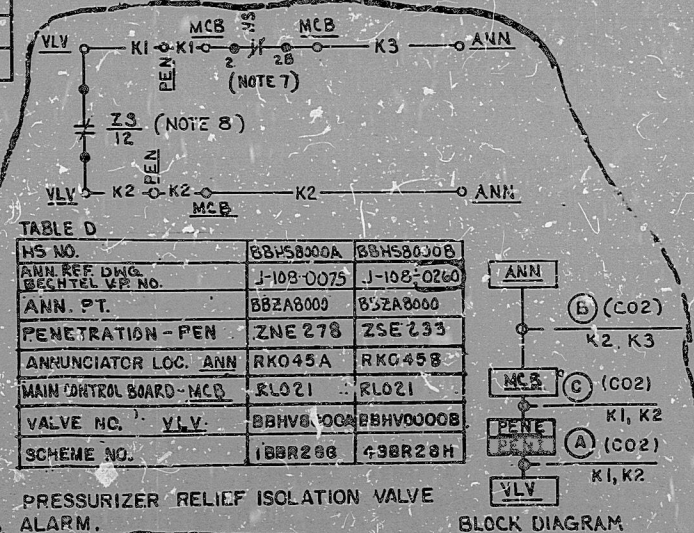 VLV K1 K1 MCB HS MCB K3 ANN
PEN 2 2B
(NOTE 7)
ZS
12 (NOTE 8)
VLV K2 PEN K2 K2 ANN
MCB
TABLE D
HS NO. BBHS8000A BBHS8000B
ANN. REF. DWG. BECHTEL V.P. NO. J-108-0075 J-108-0260
ANN. PT. BBZA8000 BBZA8000
PENETRATION - PEN ZNE 278 ZSE 233
ANNUNCIATOR LOC. ANN RK045A RK045B
MAIN CONTROL BOARD - MCB RL021 RL021
VALVE NO. VLV
SCHEME NO.
PRESSURIZER RELIEF ISOLATION VALVE
ALARM.
ANN
B (CO2)
K2, K3
MCB C (CO2)
K1, K2
PENE
A (CO2)
K1, K2
VLV
BLOCK DIAGRAM